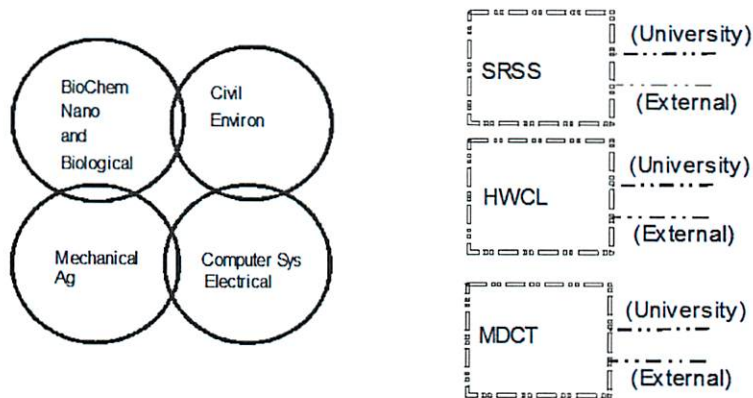 BioChem
Nano
and
Biological
Civil
Environ
Mechanical
Ag
Computer Sys
Electrical
SRSS
(University)
(External)
HWCL
(University)
(External)
MDCT
(University)
(External)